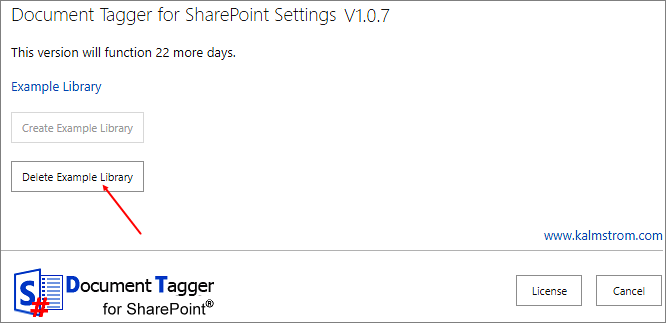 Document Tagger for SharePoint Settings V1.0.7
This version will function 22 more days.
Example Library
Create Example Library
Delete Example Library
www.kalmstrom.com
S
#
Document Tagger
for SharePoint®
License
Cancel